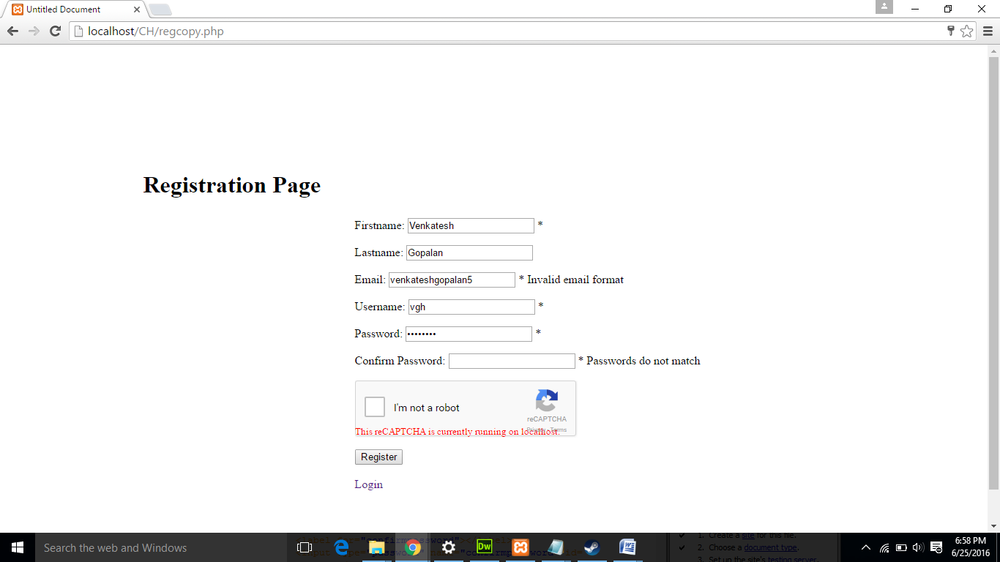 Untitled Document
localhost/CH/regcopy.php
Registration Page
Firstname: Venkatesh *
Lastname: Gopalan
Email: venkateshgopalan5 * Invalid email format
Username: vgh *
Password: •••••••• *
Confirm Password: * Passwords do not match
I'm not a robot
reCAPTCHA
Privacy - Terms
This reCAPTCHA is currently running on localhost.
Register
Login
1. Create a site for this file.
2. Choose a document type.
3. Set up the site's testing server.
Search the web and Windows
Dw
6:58 PM
6/25/2016